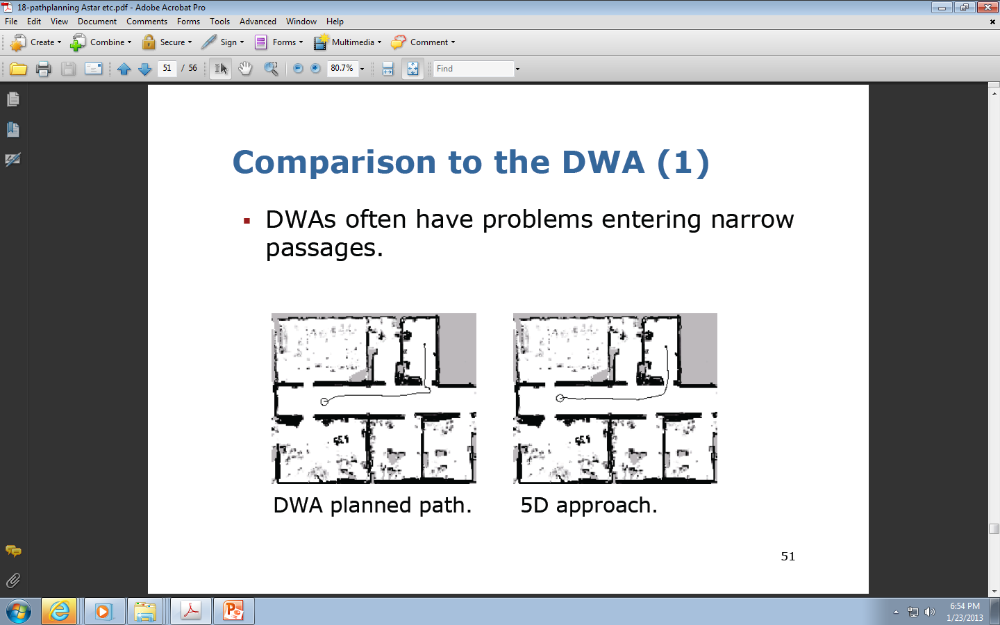 18-pathplanning Astar etc.pdf - Adobe Acrobat Pro
File Edit View Document Comments Forms Tools Advanced Window Help
Create Combine Secure Sign Forms Multimedia Comment
51 / 56 80.7% Find
Comparison to the DWA (1)
DWAs often have problems entering narrow
passages.
DWA planned path. 5D approach.
51
6:54 PM
1/23/2013